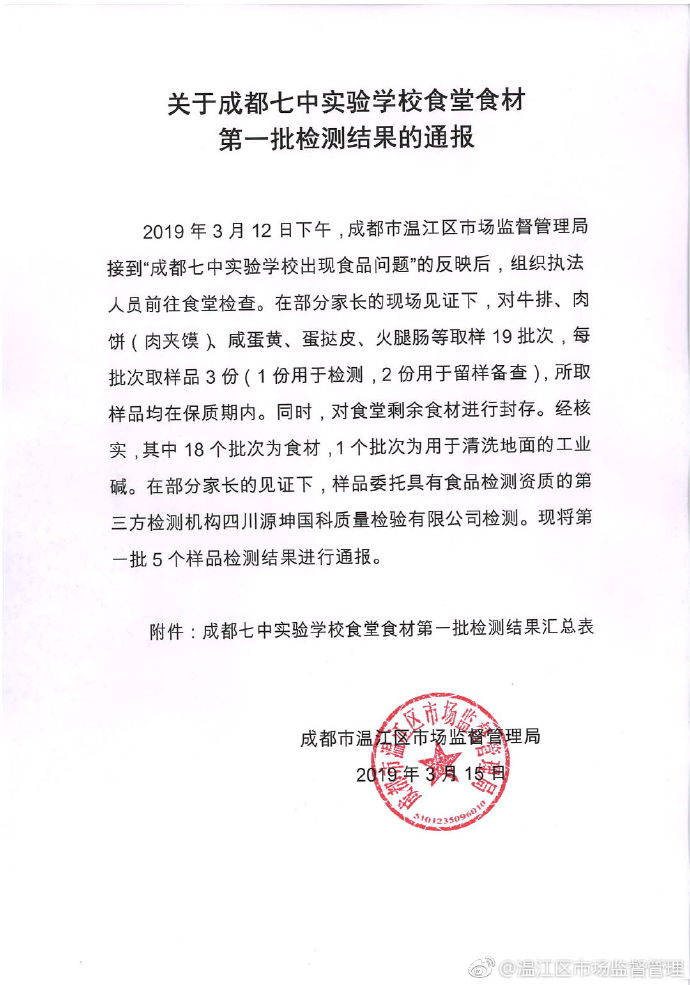 关于成都七中实验学校食堂食材
第一批检测结果的通报
2019年3月12日下午，成都市温江区市场监督管理局
接到“成都七中实验学校出现食品问题”的反映后，组织执法
人员前往食堂检查。在部分家长的现场见证下，对牛排、肉
饼（肉夹馍）、咸蛋黄、蛋挞皮、火腿肠等取样19批次，每
批次取样品3份（1份用于检测，2份用于留样备查），所取
样品均在保质期内。同时，对食堂剩余食材进行封存。经核
实，其中18个批次为食材，1个批次为用于清洗地面的工业
碱。在部分家长的见证下，样品委托具有食品检测资质的第
三方检测机构四川源坤国科质量检验有限公司检测。现将第
一批5个样品检测结果进行通报。
附件：成都七中实验学校食堂食材第一批检测结果汇总表
成都市温江区市场监督管理局
2019年3月15日
成都市温江区市场监督管理局
5101235096010
@温江区市场监督管理